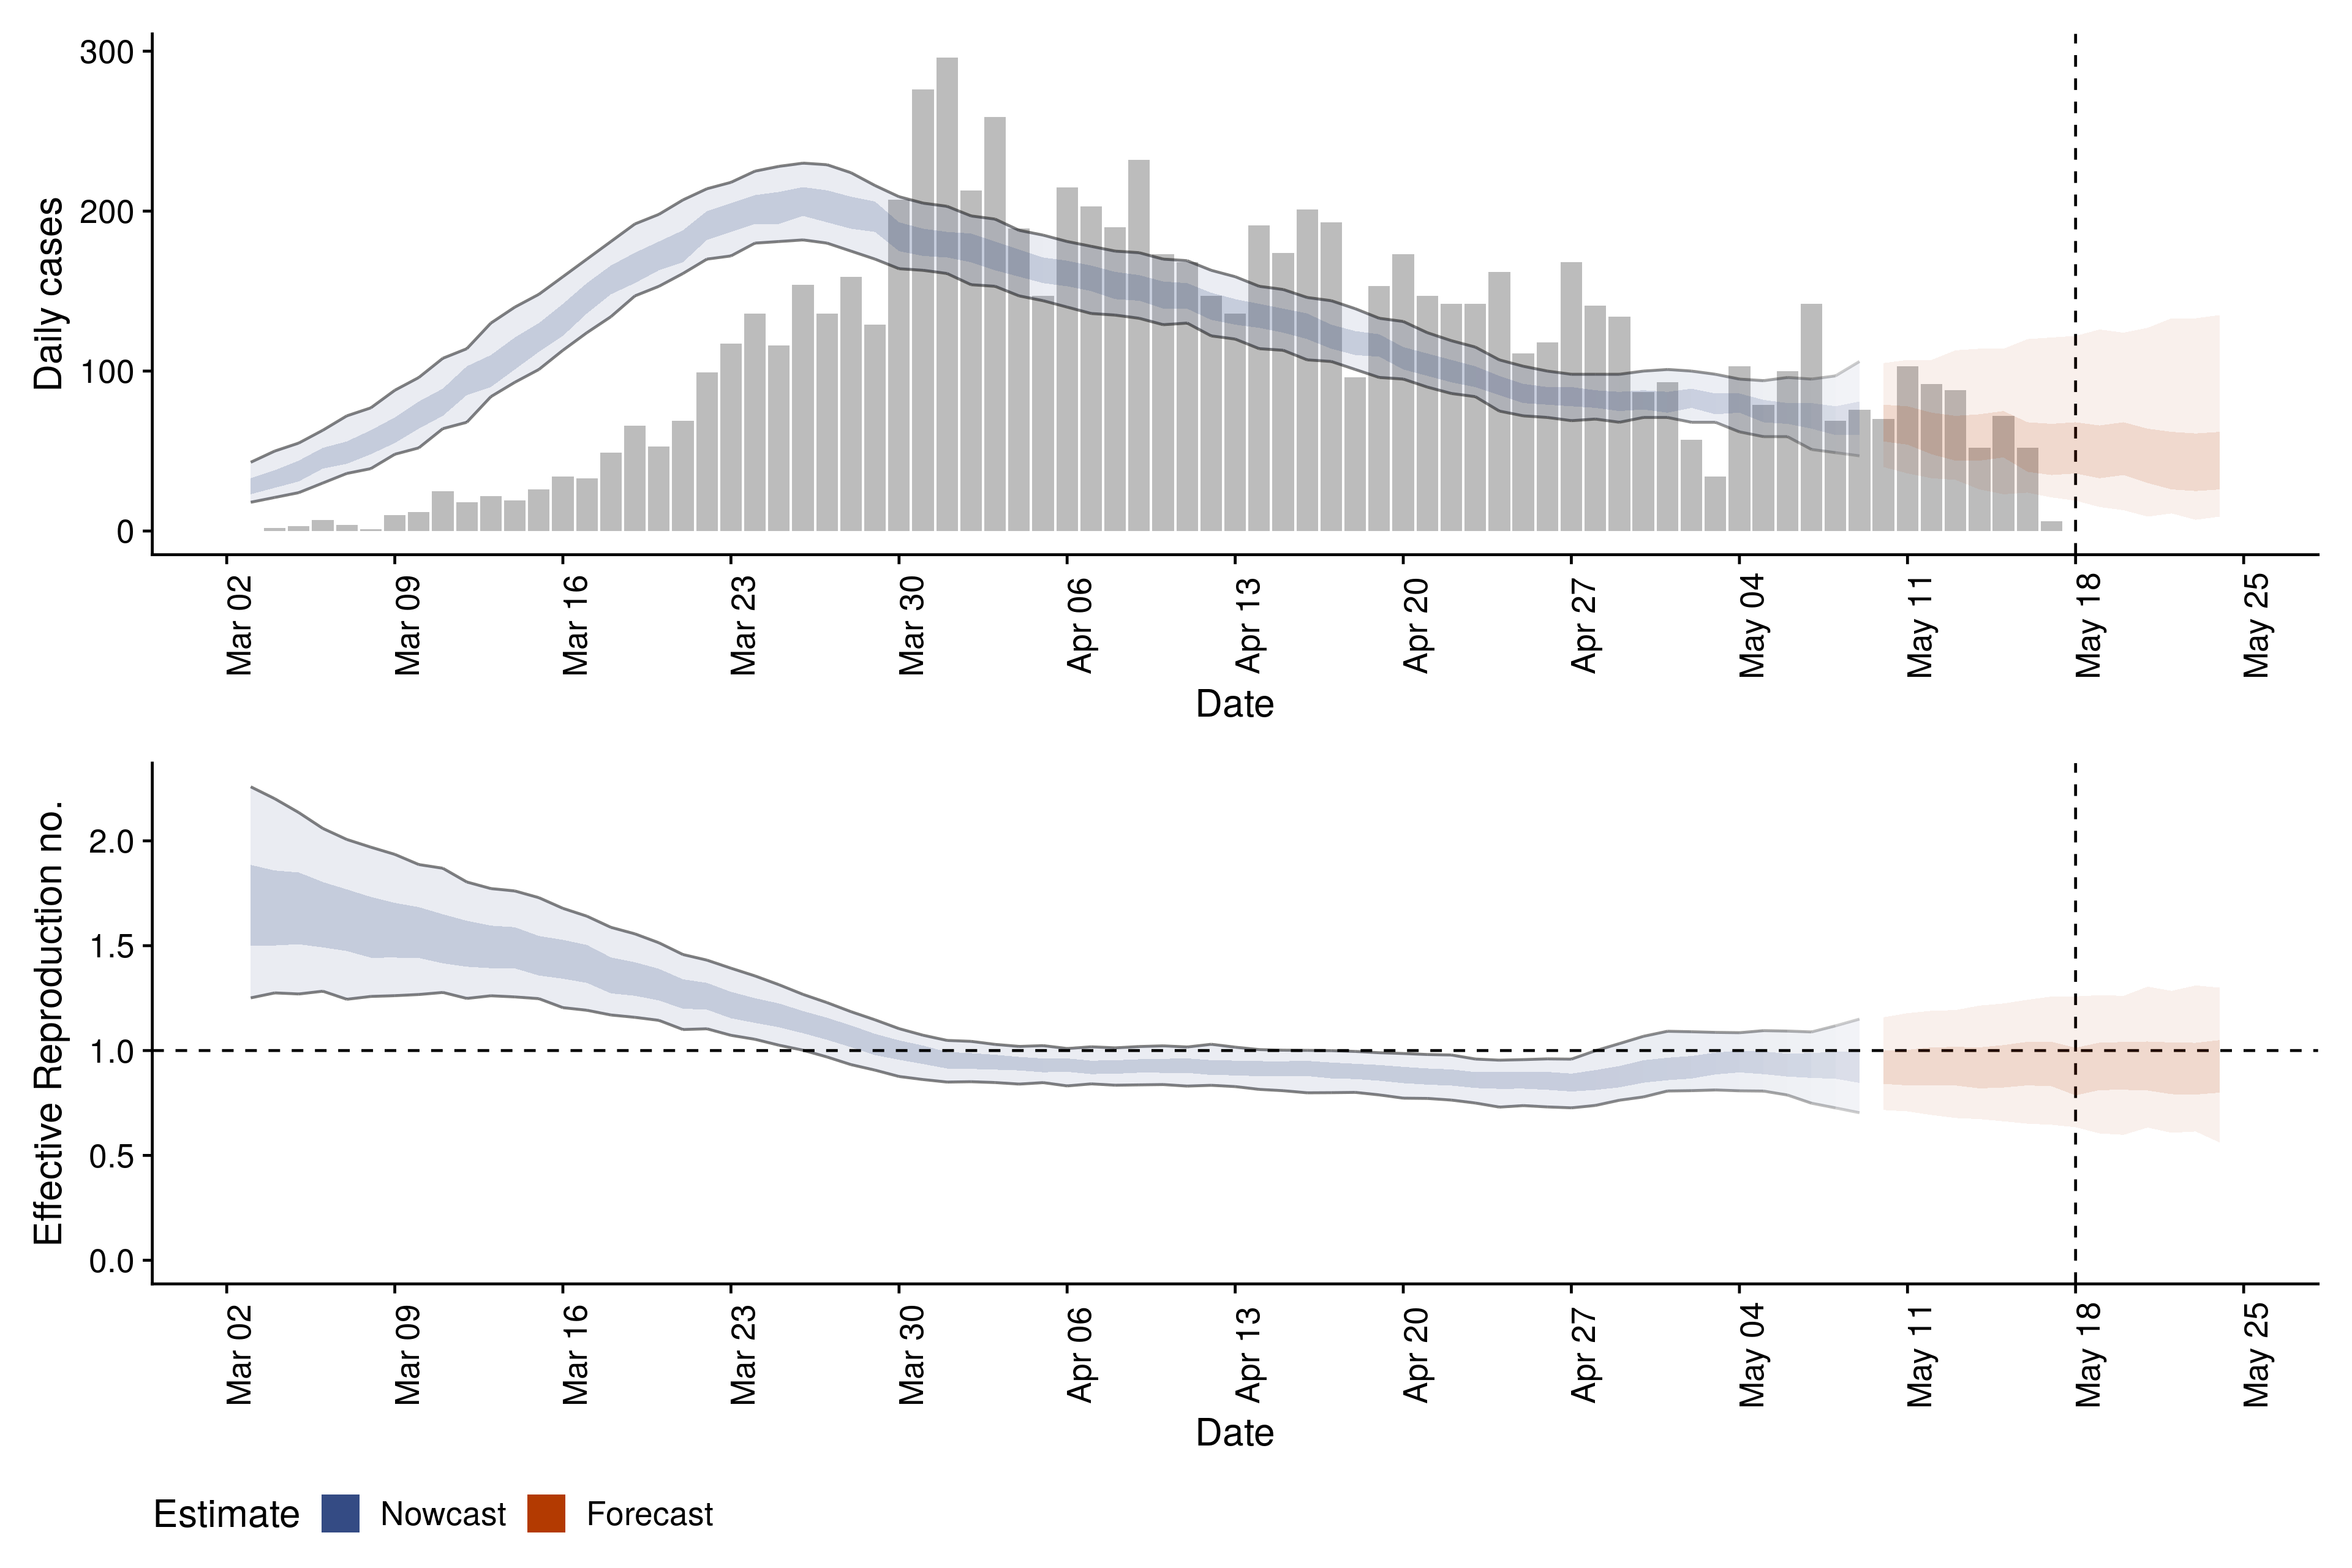 Daily cases
300
200
100
0
Mar 02
Mar 09
Mar 16
Mar 23
Mar 30
Apr 06
Apr 13
Apr 20
Apr 27
May 04
May 11
May 18
May 25
Date
Effective Reproduction no.
2.0
1.5
1.0
0.5
0.0
Mar 02
Mar 09
Mar 16
Mar 23
Mar 30
Apr 06
Apr 13
Apr 20
Apr 27
May 04
May 11
May 18
May 25
Date
Estimate Nowcast Forecast